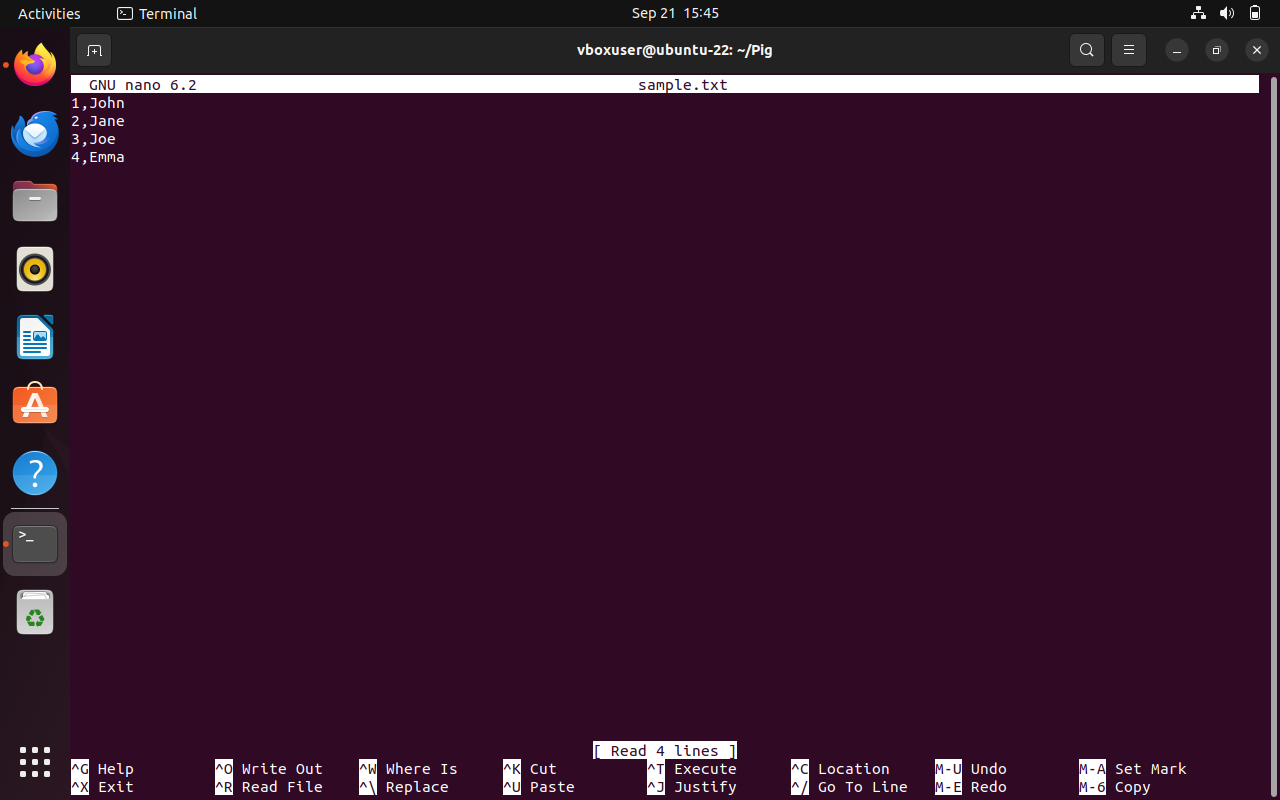 Activities
Terminal
Sep 21 15:45
vboxuser@ubuntu-22: ~/Pig
GNU nano 6.2 sample.txt
1,John
2,Jane
3,Joe
4,Emma
[ Read 4 lines ]
^G Help ^O Write Out ^W Where Is ^K Cut ^T Execute ^C Location M-U Undo M-A Set Mark
^X Exit ^R Read File ^\ Replace ^U Paste ^J Justify ^/ Go To Line M-E Redo M-6 Copy